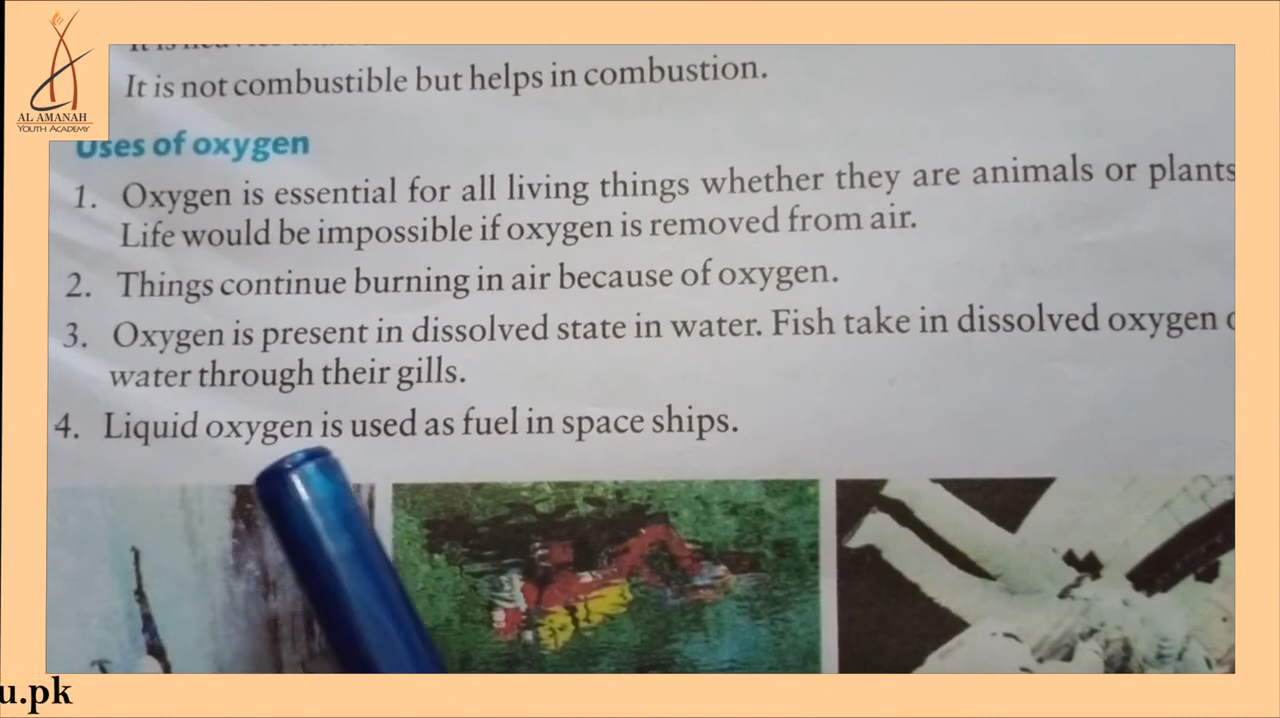 AL AMANAH
YOUTH ACADEMY
It is
It is not combustible but helps in combustion.
Uses of oxygen
1. Oxygen is essential for all living things whether they are animals or plants
Life would be impossible if oxygen is removed from air.
2. Things continue burning in air because of oxygen.
3. Oxygen is present in dissolved state in water. Fish take in dissolved oxygen
water through their gills.
4. Liquid oxygen is used as fuel in space ships.
u.pk